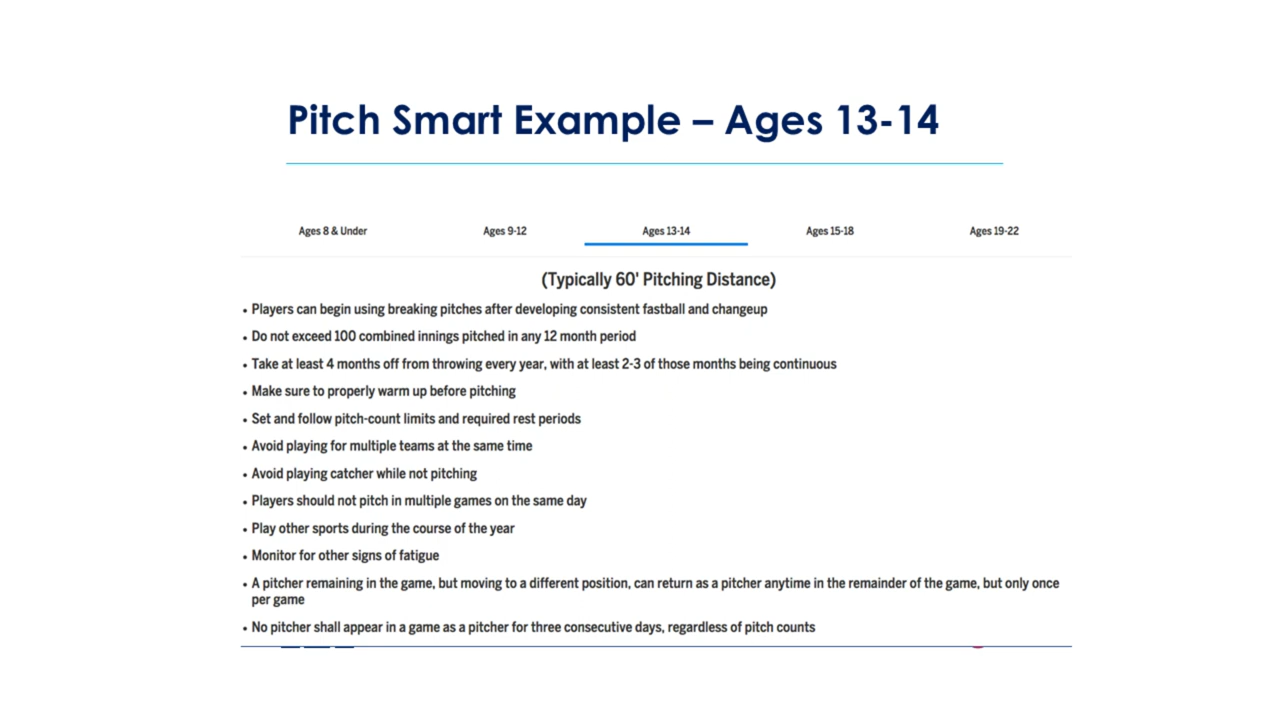 Pitch Smart Example – Ages 13-14
Ages 8 & Under
Ages 9-12
Ages 13-14
Ages 15-18
Ages 19-22
(Typically 60' Pitching Distance)
• Players can begin using breaking pitches after developing consistent fastball and changeup
• Do not exceed 100 combined innings pitched in any 12 month period
• Take at least 4 months off from throwing every year, with at least 2-3 of those months being continuous
• Make sure to properly warm up before pitching
• Set and follow pitch-count limits and required rest periods
• Avoid playing for multiple teams at the same time
• Avoid playing catcher while not pitching
• Players should not pitch in multiple games on the same day
• Play other sports during the course of the year
• Monitor for other signs of fatigue
• A pitcher remaining in the game, but moving to a different position, can return as a pitcher anytime in the remainder of the game, but only once
per game
• No pitcher shall appear in a game as a pitcher for three consecutive days, regardless of pitch counts